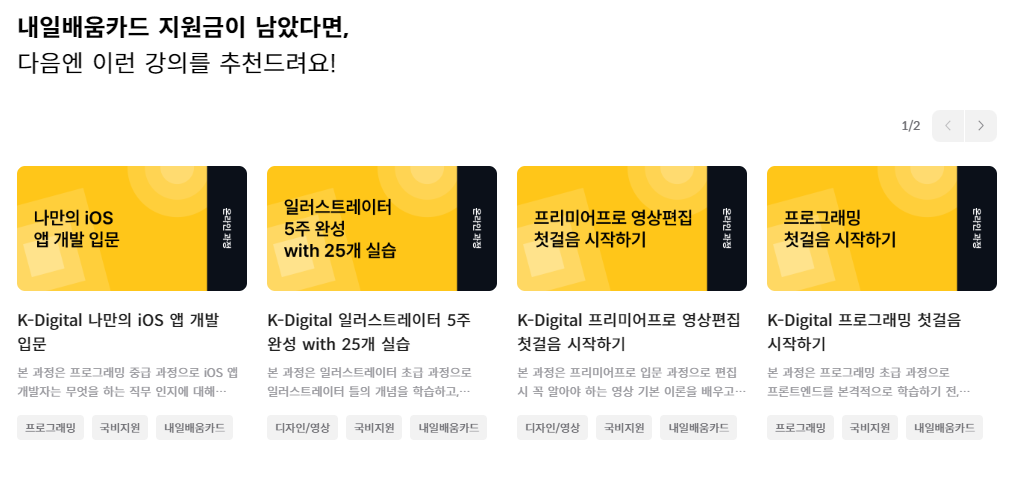 내일배움카드 지원금이 남았다면,
다음엔 이런 강의를 추천드려요!
1/2
나만의 iOS
앱 개발 입문
온라인 과정
K-Digital 나만의 iOS 앱 개발
입문
본 과정은 프로그래밍 중급 과정으로 iOS 앱
개발자는 무엇을 하는 직무 인지에 대해…
프로그래밍
국비지원
내일배움카드
일러스트레이터
5주 완성
with 25개 실습
온라인 과정
K-Digital 일러스트레이터 5주
완성 with 25개 실습
본 과정은 일러스트레이터 초급 과정으로
일러스트레이터 툴의 개념을 학습하고,…
디자인/영상
국비지원
내일배움카드
프리미어프로 영상편집
첫걸음 시작하기
온라인 과정
K-Digital 프리미어프로 영상편집
첫걸음 시작하기
본 과정은 프리미어프로 입문 과정으로 편집
시 꼭 알아야 하는 영상 기본 이론을 배우고…
디자인/영상
국비지원
내일배움카드
프로그래밍
첫걸음 시작하기
온라인 과정
K-Digital 프로그래밍 첫걸음
시작하기
본 과정은 프로그래밍 초급 과정으로
프론트엔드를 본격적으로 학습하기 전,…
프로그래밍
국비지원
내일배움카드